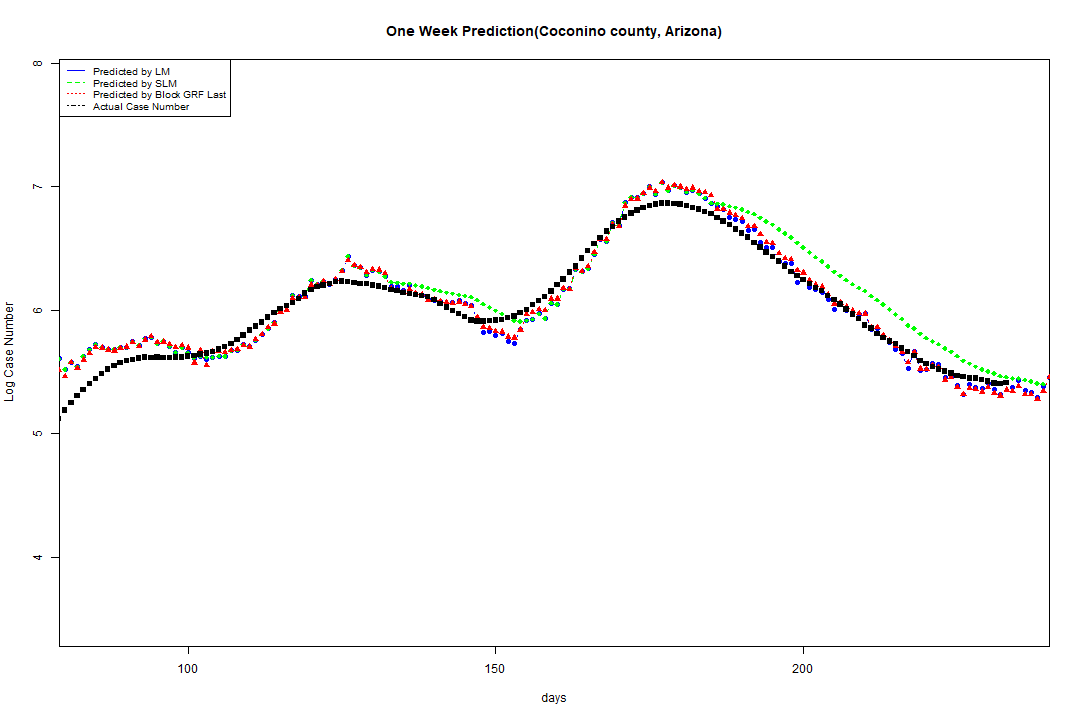 One Week Prediction(Coconino county, Arizona)
Predicted by LM
Predicted by SLM
Predicted by Block GRF Last
Actual Case Number
8
7
6
5
4
Log Case Number
100
150
200
days